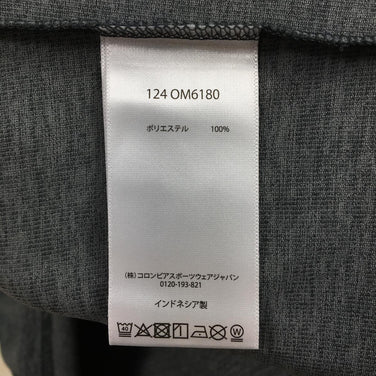 124 OM6180
ポリエステル 100%
(株)コロンビアスポーツウェアジャパン
0120-193-821
インドネシア製